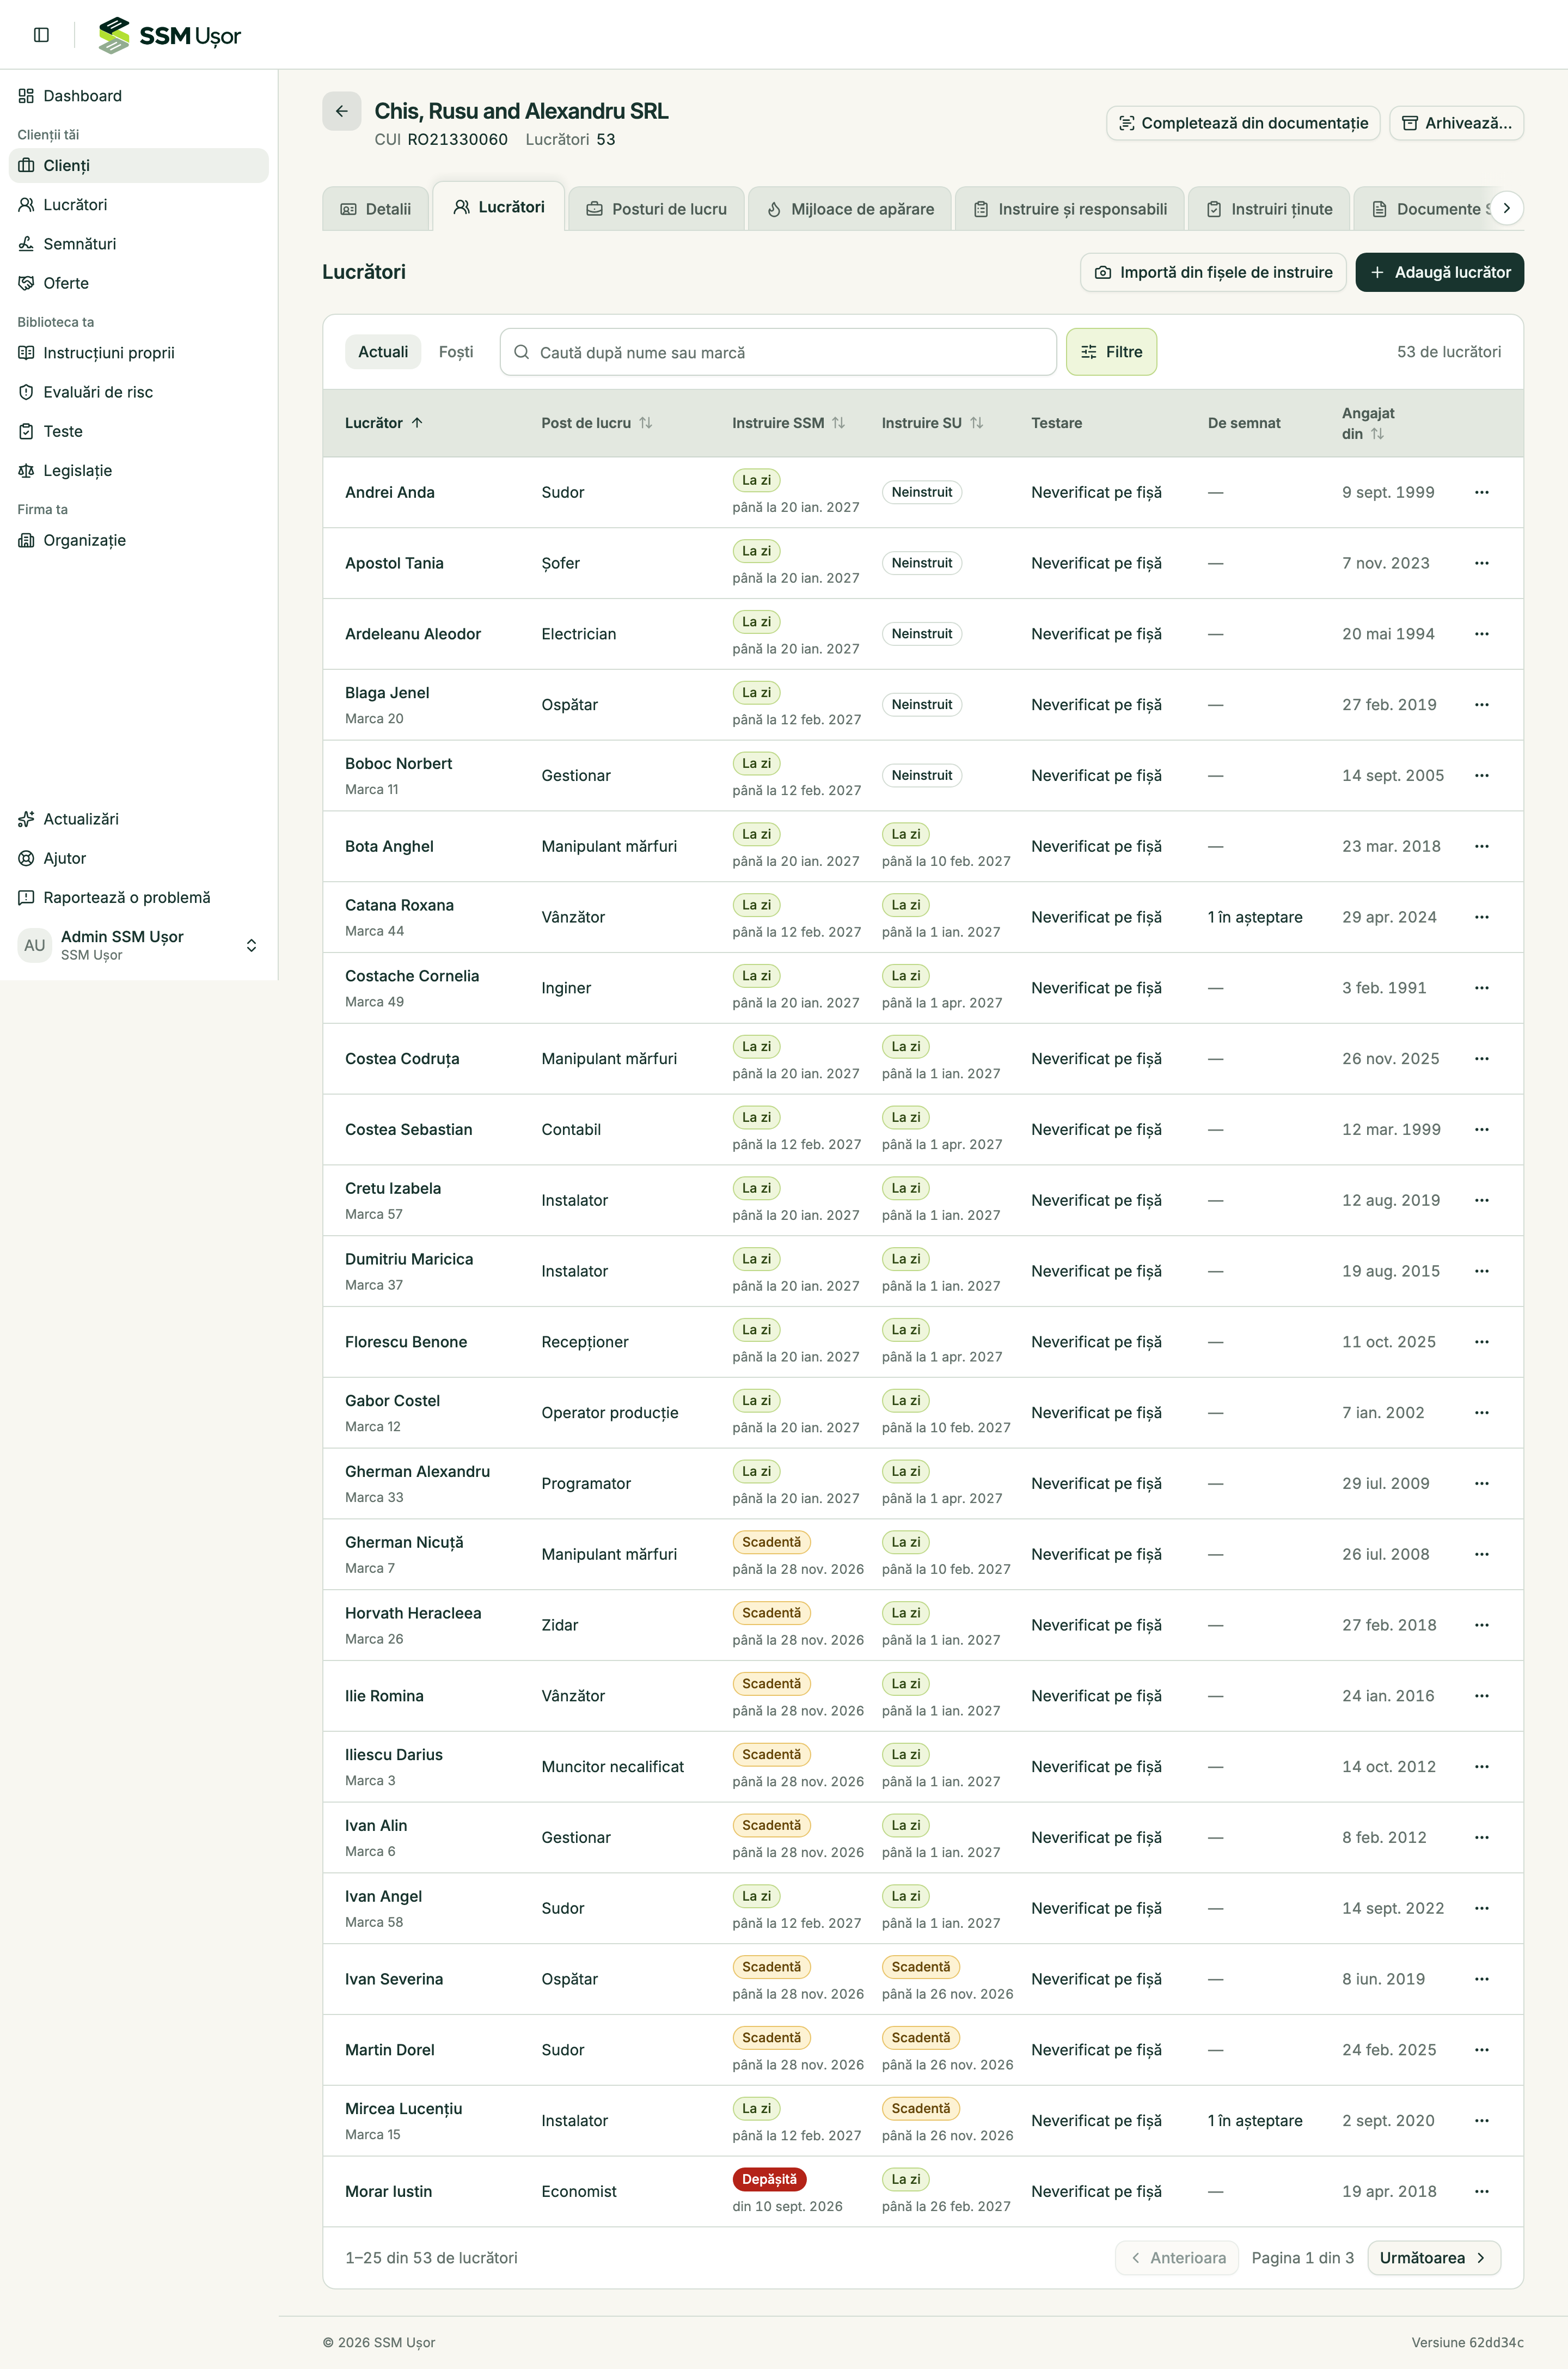 SSM Ușor
Dashboard
Clienții tăi
Clienți
Lucrători
Semnături
Oferte
Biblioteca ta
Instrucțiuni proprii
Evaluări de risc
Teste
Legislație
Firma ta
Organizație
Actualizări
Ajutor
Raportează o problemă
AU
Admin SSM Ușor
SSM Ușor
Chis, Rusu and Alexandru SRL
CUI RO21330060 Lucrători 53
Completează din documentație
Arhivează...
Detalii
Lucrători
Posturi de lucru
Mijloace de apărare
Instruire și responsabili
Instruiri ținute
Documente
Lucrători
Importă din fișele de instruire
Adaugă lucrător
Actuali
Foști
Caută după nume sau marcă
Filtre
53 de lucrători
Lucrător Post de lucru Instruire SSM Instruire SU Testare De semnat Angajat din
Andrei Anda Sudor La zi până la 20 ian. 2027 Neinstruit Neverificat pe fișă — 9 sept. 1999
Apostol Tania Șofer La zi până la 20 ian. 2027 Neinstruit Neverificat pe fișă — 7 nov. 2023
Ardeleanu Aleodor Electrician La zi până la 20 ian. 2027 Neinstruit Neverificat pe fișă — 20 mai 1994
Blaga Jenel Marca 20 Ospătar La zi până la 12 feb. 2027 Neinstruit Neverificat pe fișă — 27 feb. 2019
Boboc Norbert Marca 11 Gestionar La zi până la 12 feb. 2027 Neinstruit Neverificat pe fișă — 14 sept. 2005
Bota Anghel Manipulant mărfuri La zi până la 20 ian. 2027 La zi până la 10 feb. 2027 Neverificat pe fișă — 23 mar. 2018
Catana Roxana Marca 44 Vânzător La zi până la 12 feb. 2027 La zi până la 1 ian. 2027 Neverificat pe fișă 1 în așteptare 29 apr. 2024
Costache Cornelia Marca 49 Inginer La zi până la 20 ian. 2027 La zi până la 1 apr. 2027 Neverificat pe fișă — 3 feb. 1991
Costea Codruța Manipulant mărfuri La zi până la 20 ian. 2027 La zi până la 1 ian. 2027 Neverificat pe fișă — 26 nov. 2025
Costea Sebastian Contabil La zi până la 12 feb. 2027 La zi până la 1 apr. 2027 Neverificat pe fișă — 12 mar. 1999
Cretu Izabela Marca 57 Instalator La zi până la 20 ian. 2027 La zi până la 1 ian. 2027 Neverificat pe fișă — 12 aug. 2019
Dumitriu Maricica Marca 37 Instalator La zi până la 20 ian. 2027 La zi până la 1 ian. 2027 Neverificat pe fișă — 19 aug. 2015
Florescu Benone Recepționer La zi până la 20 ian. 2027 La zi până la 1 apr. 2027 Neverificat pe fișă — 11 oct. 2025
Gabor Costel Marca 12 Operator producție La zi până la 20 ian. 2027 La zi până la 10 feb. 2027 Neverificat pe fișă — 7 ian. 2002
Gherman Alexandru Marca 33 Programator La zi până la 20 ian. 2027 La zi până la 1 apr. 2027 Neverificat pe fișă — 29 iul. 2009
Gherman Nicuță Marca 7 Manipulant mărfuri Scadentă până la 28 nov. 2026 La zi până la 10 feb. 2027 Neverificat pe fișă — 26 iul. 2008
Horvath Heracleea Marca 26 Zidar Scadentă până la 28 nov. 2026 La zi până la 1 ian. 2027 Neverificat pe fișă — 27 feb. 2018
Ilie Romina Vânzător Scadentă până la 28 nov. 2026 La zi până la 1 ian. 2027 Neverificat pe fișă — 24 ian. 2016
Iliescu Darius Marca 3 Muncitor necalificat Scadentă până la 28 nov. 2026 La zi până la 1 ian. 2027 Neverificat pe fișă — 14 oct. 2012
Ivan Alin Marca 6 Gestionar Scadentă până la 28 nov. 2026 La zi până la 1 ian. 2027 Neverificat pe fișă — 8 feb. 2012
Ivan Angel Marca 58 Sudor La zi până la 12 feb. 2027 La zi până la 1 ian. 2027 Neverificat pe fișă — 14 sept. 2022
Ivan Severina Ospătar Scadentă până la 28 nov. 2026 Scadentă până la 26 nov. 2026 Neverificat pe fișă — 8 iun. 2019
Martin Dorel Sudor Scadentă până la 28 nov. 2026 Scadentă până la 26 nov. 2026 Neverificat pe fișă — 24 feb. 2025
Mircea Lucențiu Marca 15 Instalator La zi până la 12 feb. 2027 Scadentă până la 26 nov. 2026 Neverificat pe fișă 1 în așteptare 2 sept. 2020
Morar Iustin Economist Depășită din 10 sept. 2026 La zi până la 26 feb. 2027 Neverificat pe fișă — 19 apr. 2018
1–25 din 53 de lucrători
Anterioara
Pagina 1 din 3
Următoarea
© 2026 SSM Ușor
Versiune 62dd34c